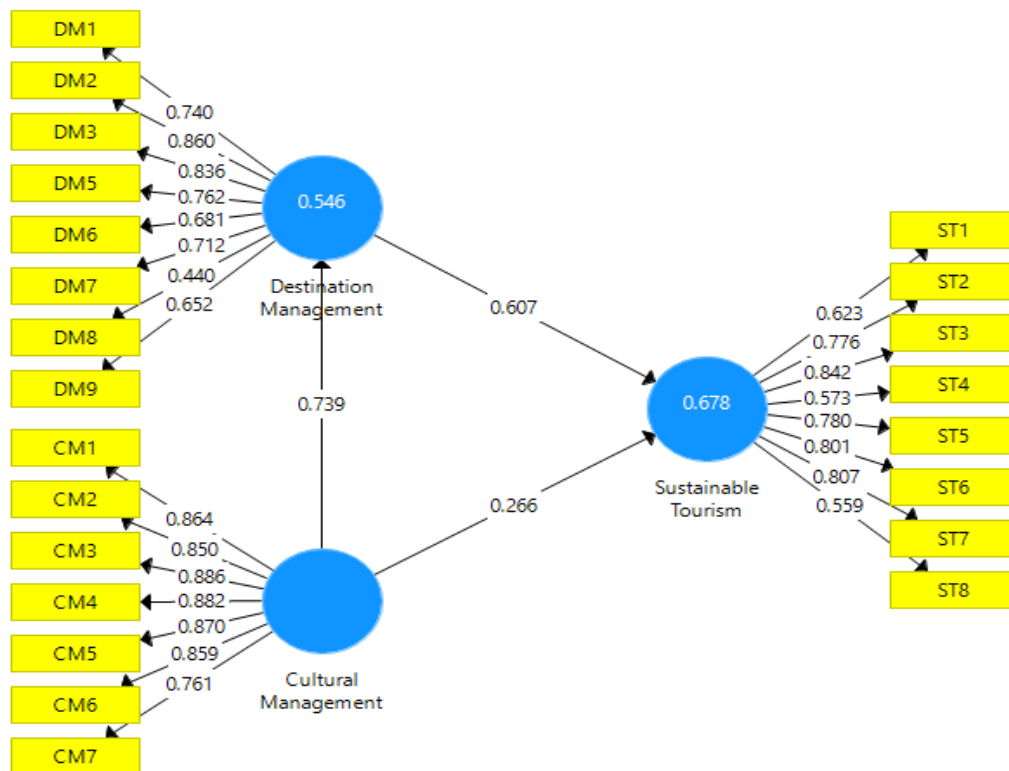 DM1
DM2
DM3
DM5
DM6
DM7
DM8
DM9
0.740
0.860
0.836
0.762
0.681
0.712
0.440
0.652
0.546
Destination
Management
0.607
0.739
CM1
CM2
CM3
CM4
CM5
CM6
CM7
0.864
0.850
0.886
0.882
0.870
0.859
0.761
Cultural
Management
0.266
0.678
Sustainable
Tourism
0.623
0.776
0.842
0.573
0.780
0.801
0.807
0.559
ST1
ST2
ST3
ST4
ST5
ST6
ST7
ST8